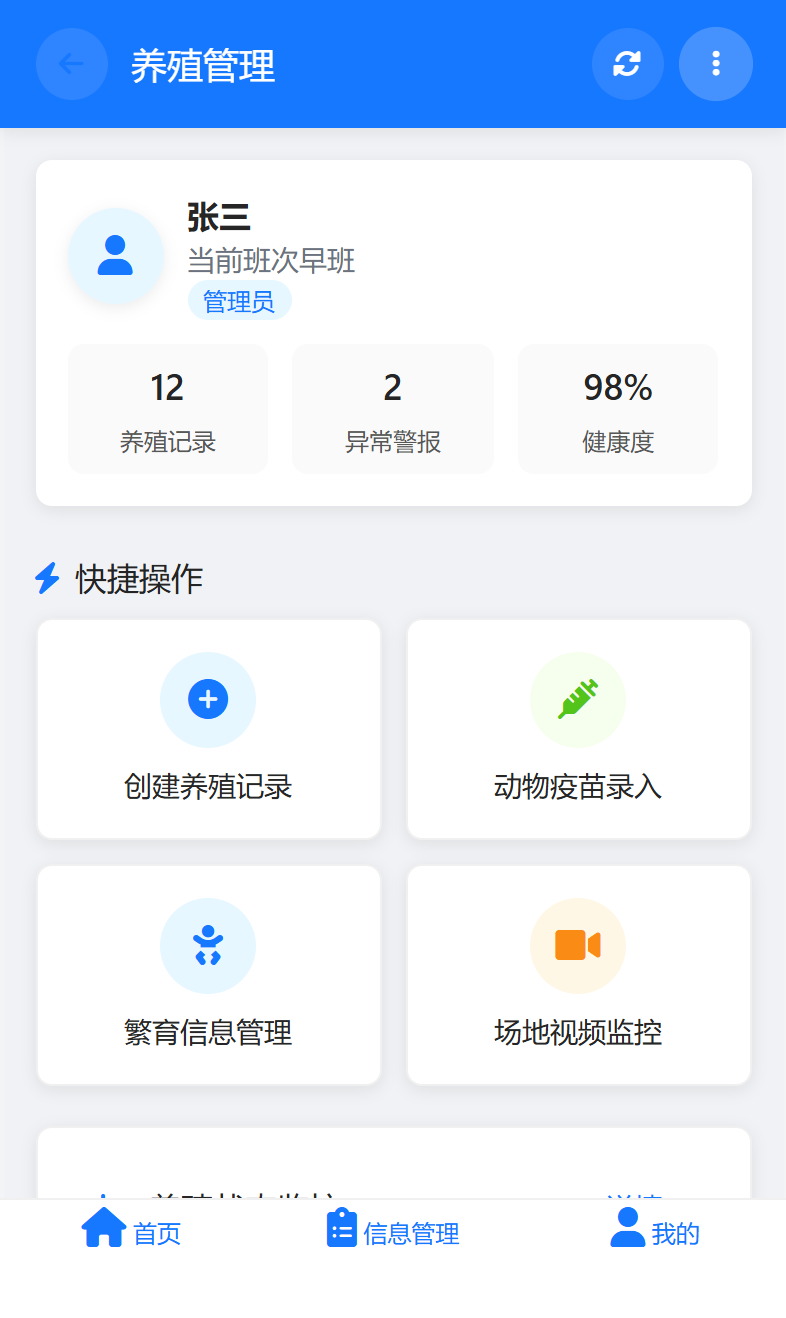 养殖管理
张三
当前班次早班
管理员
12
2
98%
养殖记录
异常警报
健康度
快捷操作
创建养殖记录
动物疫苗录入
繁育信息管理
场地视频监控
首页
信息管理
我的